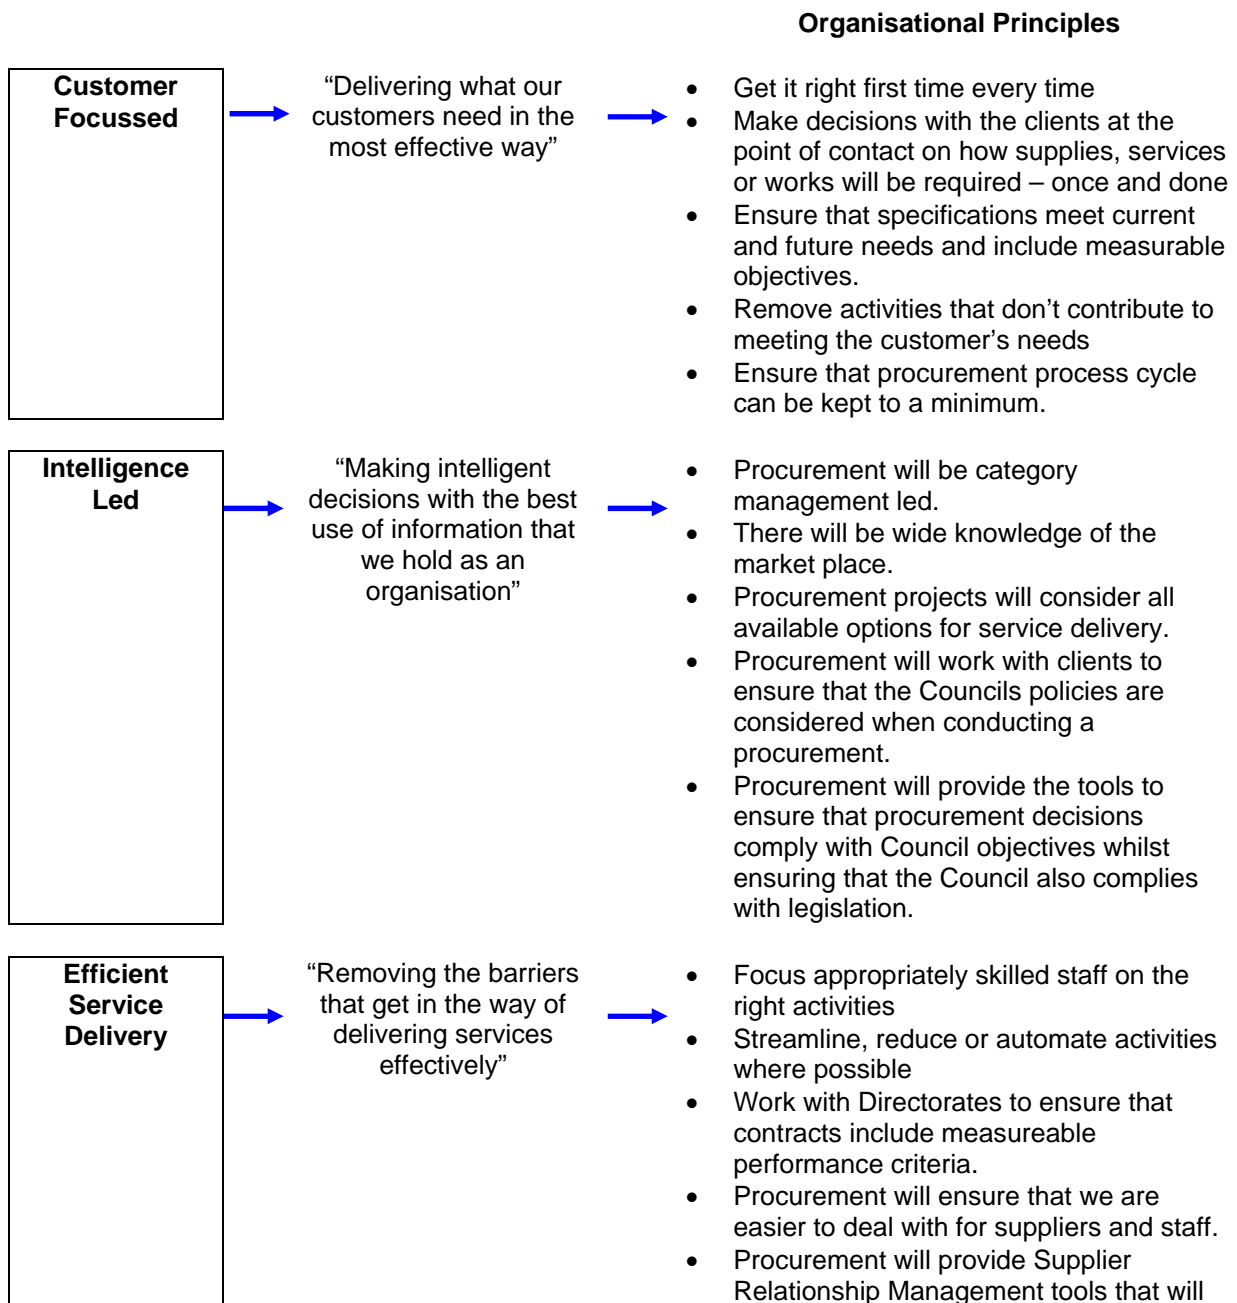 Organisational Principles
Customer
Focussed
“Delivering what our
customers need in the
most effective way”
• Get it right first time every time
• Make decisions with the clients at the
point of contact on how supplies, services
or works will be required – once and done
• Ensure that specifications meet current
and future needs and include measurable
objectives.
• Remove activities that don’t contribute to
meeting the customer’s needs
• Ensure that procurement process cycle
can be kept to a minimum.
Intelligence
Led
“Making intelligent
decisions with the best
use of information that
we hold as an
organisation”
• Procurement will be category
management led.
• There will be wide knowledge of the
market place.
• Procurement projects will consider all
available options for service delivery.
• Procurement will work with clients to
ensure that the Councils policies are
considered when conducting a
procurement.
• Procurement will provide the tools to
ensure that procurement decisions
comply with Council objectives whilst
ensuring that the Council also complies
with legislation.
Efficient
Service
Delivery
“Removing the barriers
that get in the way of
delivering services
effectively”
• Focus appropriately skilled staff on the
right activities
• Streamline, reduce or automate activities
where possible
• Work with Directorates to ensure that
contracts include measureable
performance criteria.
• Procurement will ensure that we are
easier to deal with for suppliers and staff.
• Procurement will provide Supplier
Relationship Management tools that will